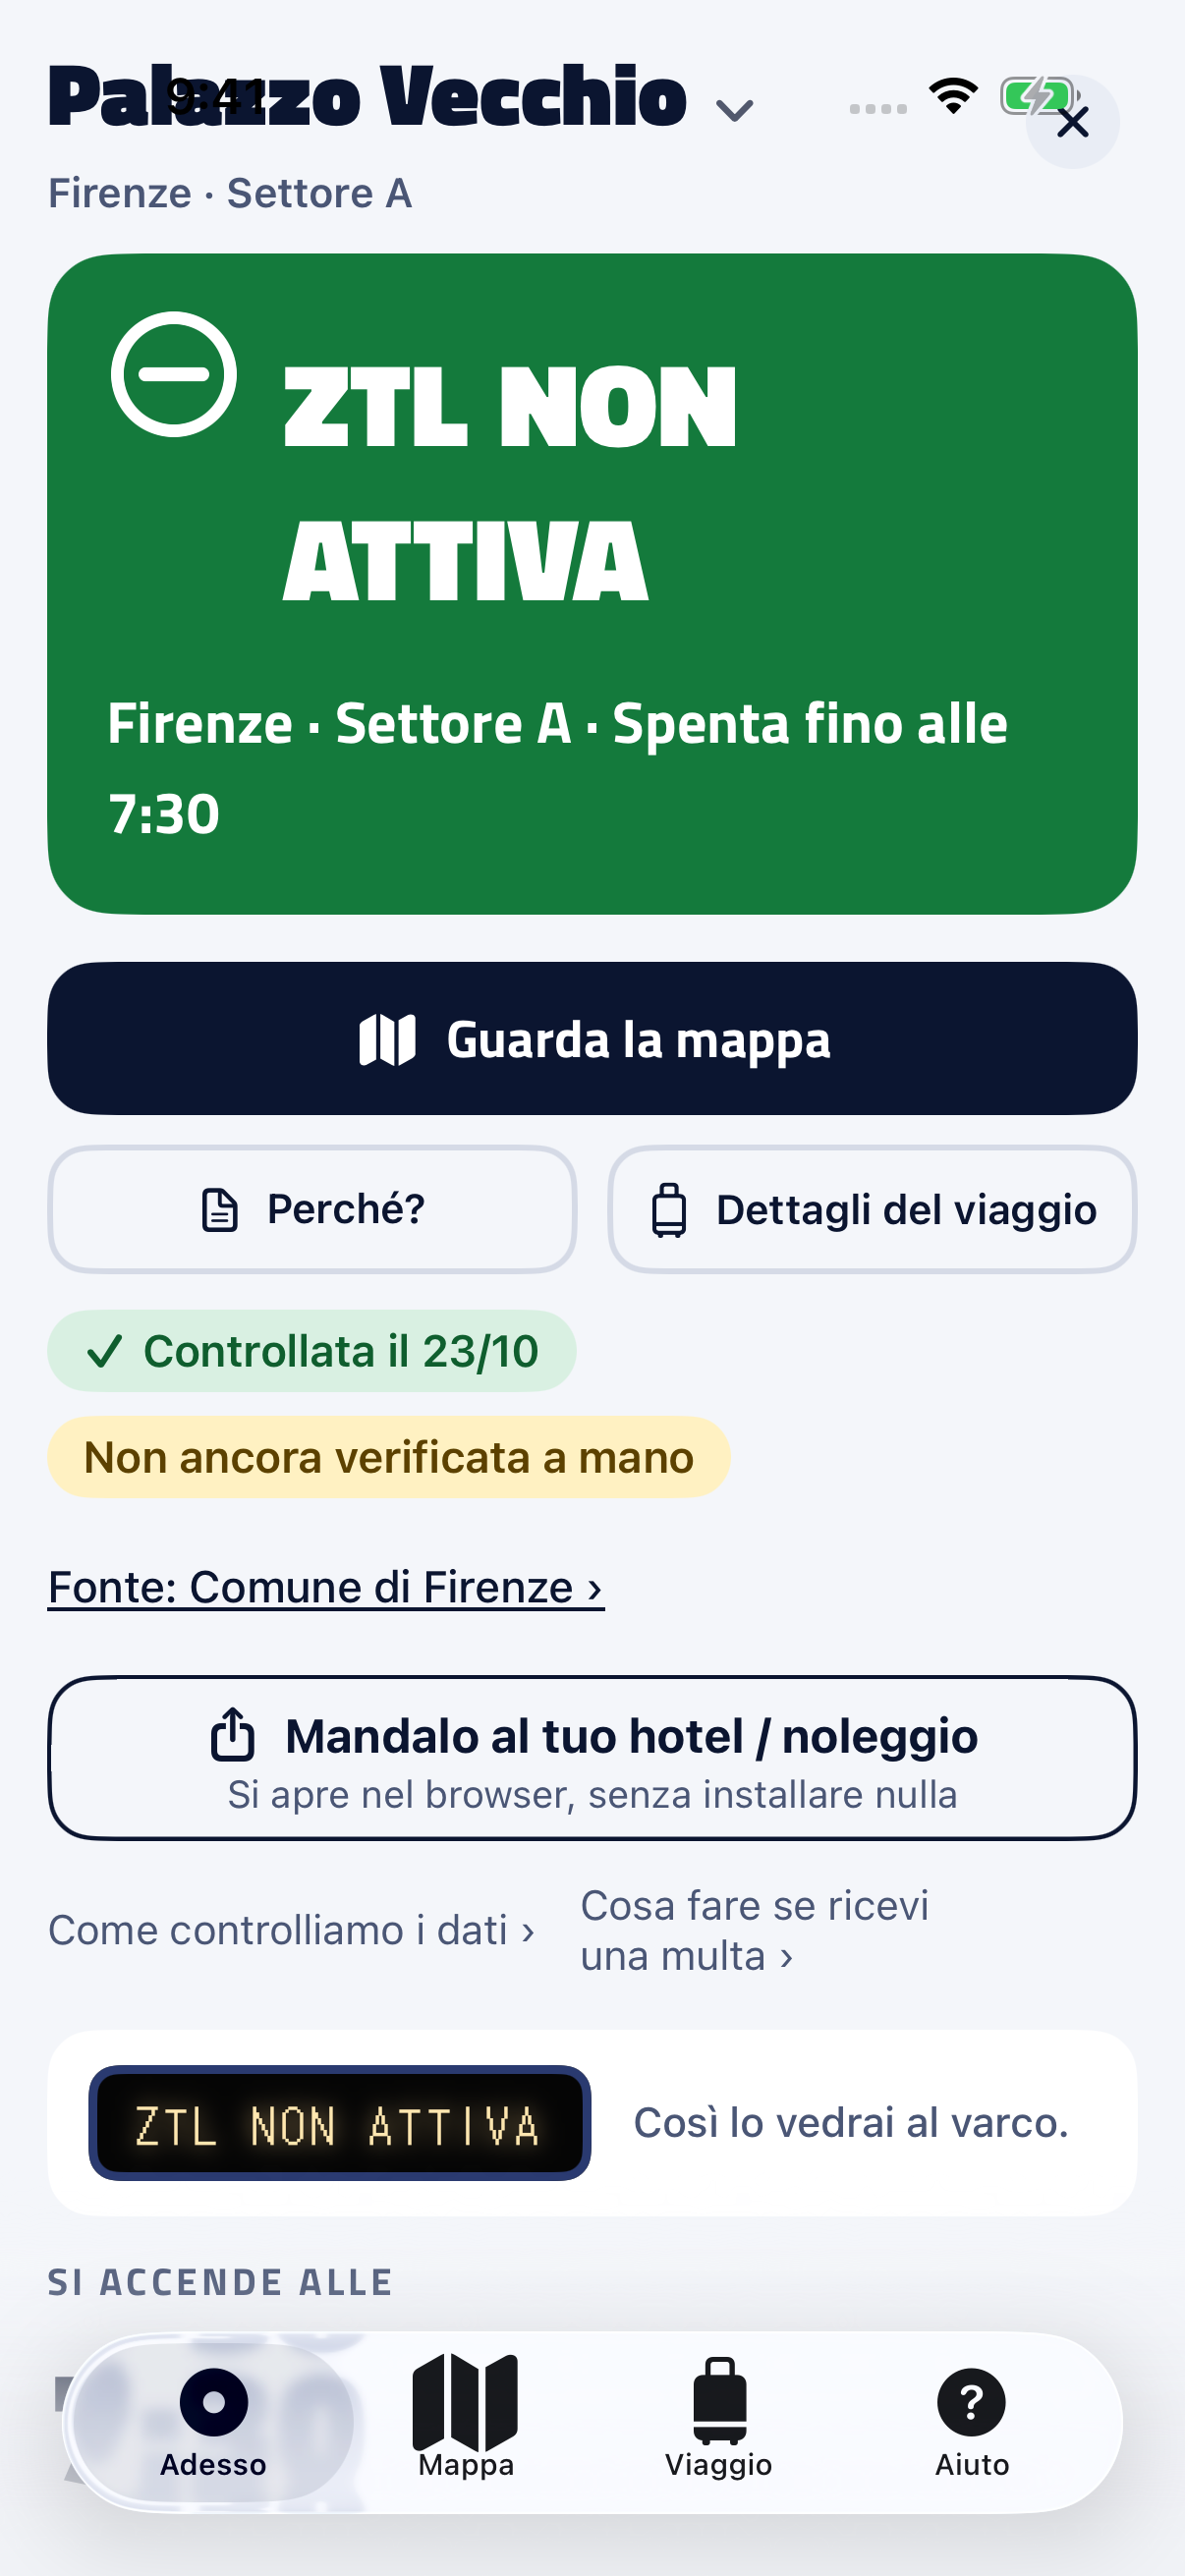 Palazzo Vecchio
9:41
Firenze · Settore A
ZTL NON
ATTIVA
Firenze · Settore A · Spenta fino alle
7:30
Guarda la mappa
Perché?
Dettagli del viaggio
Controllata il 23/10
Non ancora verificata a mano
Fonte: Comune di Firenze ›
Mandalo al tuo hotel / noleggio
Si apre nel browser, senza installare nulla
Come controlliamo i dati ›
Cosa fare se ricevi
una multa ›
ZTL NON ATTIVA
Così lo vedrai al varco.
SI ACCENDE ALLE
Adesso
Mappa
Viaggio
Aiuto